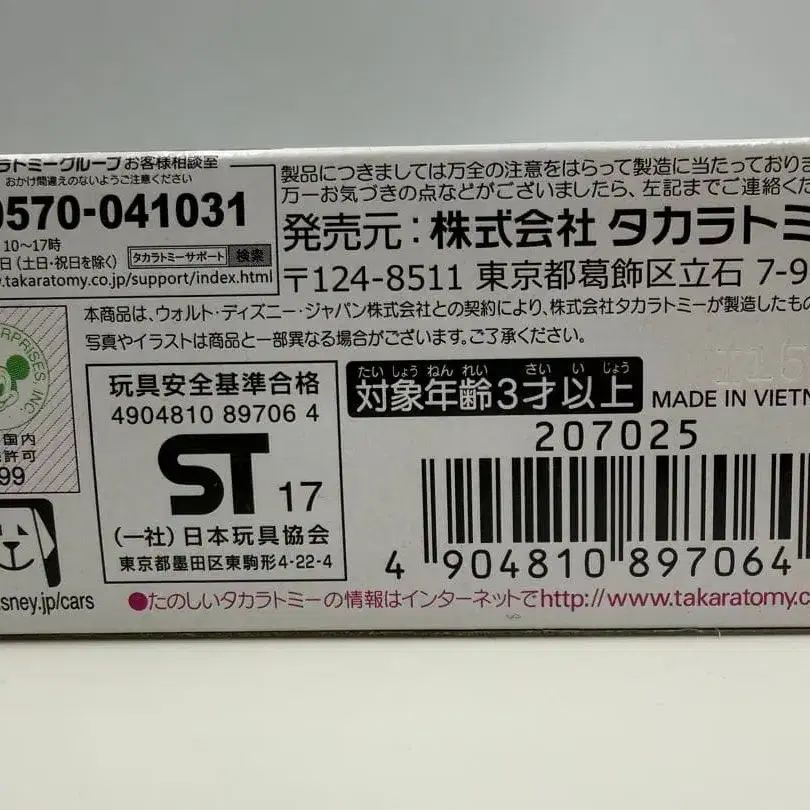 ラトミーグループ お客様相談室
おかけ間違えのないようご注意ください
0570-041031
10～17時
日(土・祝日を除く) タカラトミーサポート 検索
w.takaratomy.co.jp/support/index.html
製品につきましては万全の注意をはらって製造に当たっておりま
万一お気づきの点などがございましたら、左記までご連絡くだ
発売元：株式会社 タカラトミ
〒124-8511 東京都葛飾区立石 7-9
本商品は、ウォルト・ディズニー・ジャパン株式会社との契約により、株式会社タカラトミーが製造したもの
写真やイラストは商品と一部異なる場合がございます。ご了承ください。
ERPRISES INC.
国内
許可
99
sney.jp/cars
玩具安全基準合格
4904810 89706 4
ST 17
(一社)日本玩具協会
東京都墨田区東駒形4-22-4
たい しょう ねん れい さい い じょう
対象年齢3才以上
MADE IN VIETN
207025
4 904810 897064
●たのしいタカラトミーの情報はインターネットでhttp://www.takaratomy.c